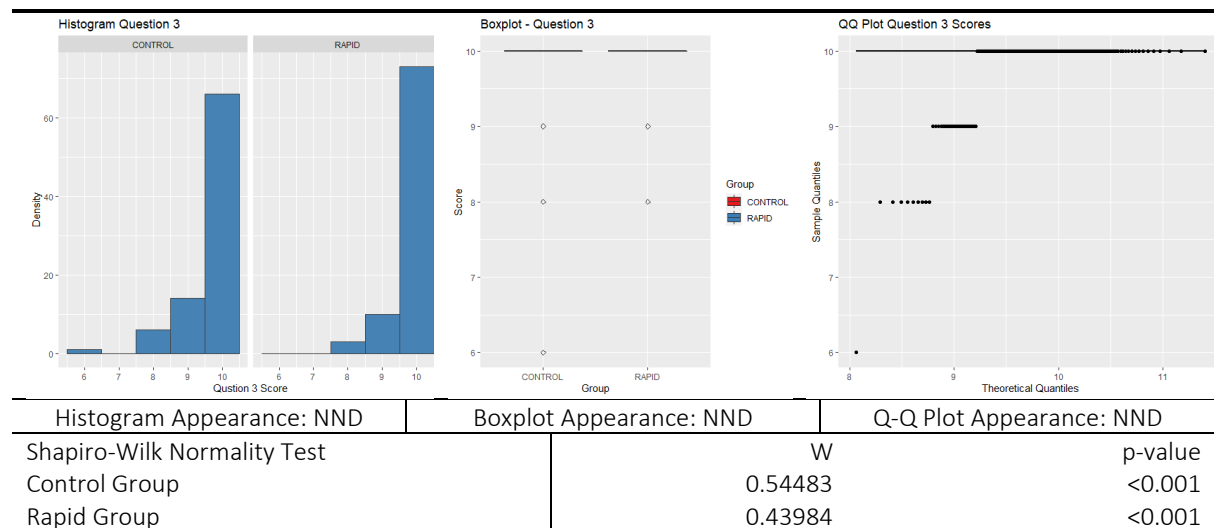 Histogram Question 3
CONTROL
RAPID
60
40
20
0
Density
6 7 8 9 10
6 7 8 9 10
Qustion 3 Score
Boxplot - Question 3
10
9
8
7
6
Score
CONTROL RAPID
Group
Group
CONTROL
RAPID
QQ Plot Question 3 Scores
10
9
8
7
6
Sample Quantiles
8 9 10 11
Theoretical Quantiles
Histogram Appearance: NND Boxplot Appearance: NND Q-Q Plot Appearance: NND
Shapiro-Wilk Normality Test W p-value
Control Group 0.54483 <0.001
Rapid Group 0.43984 <0.001